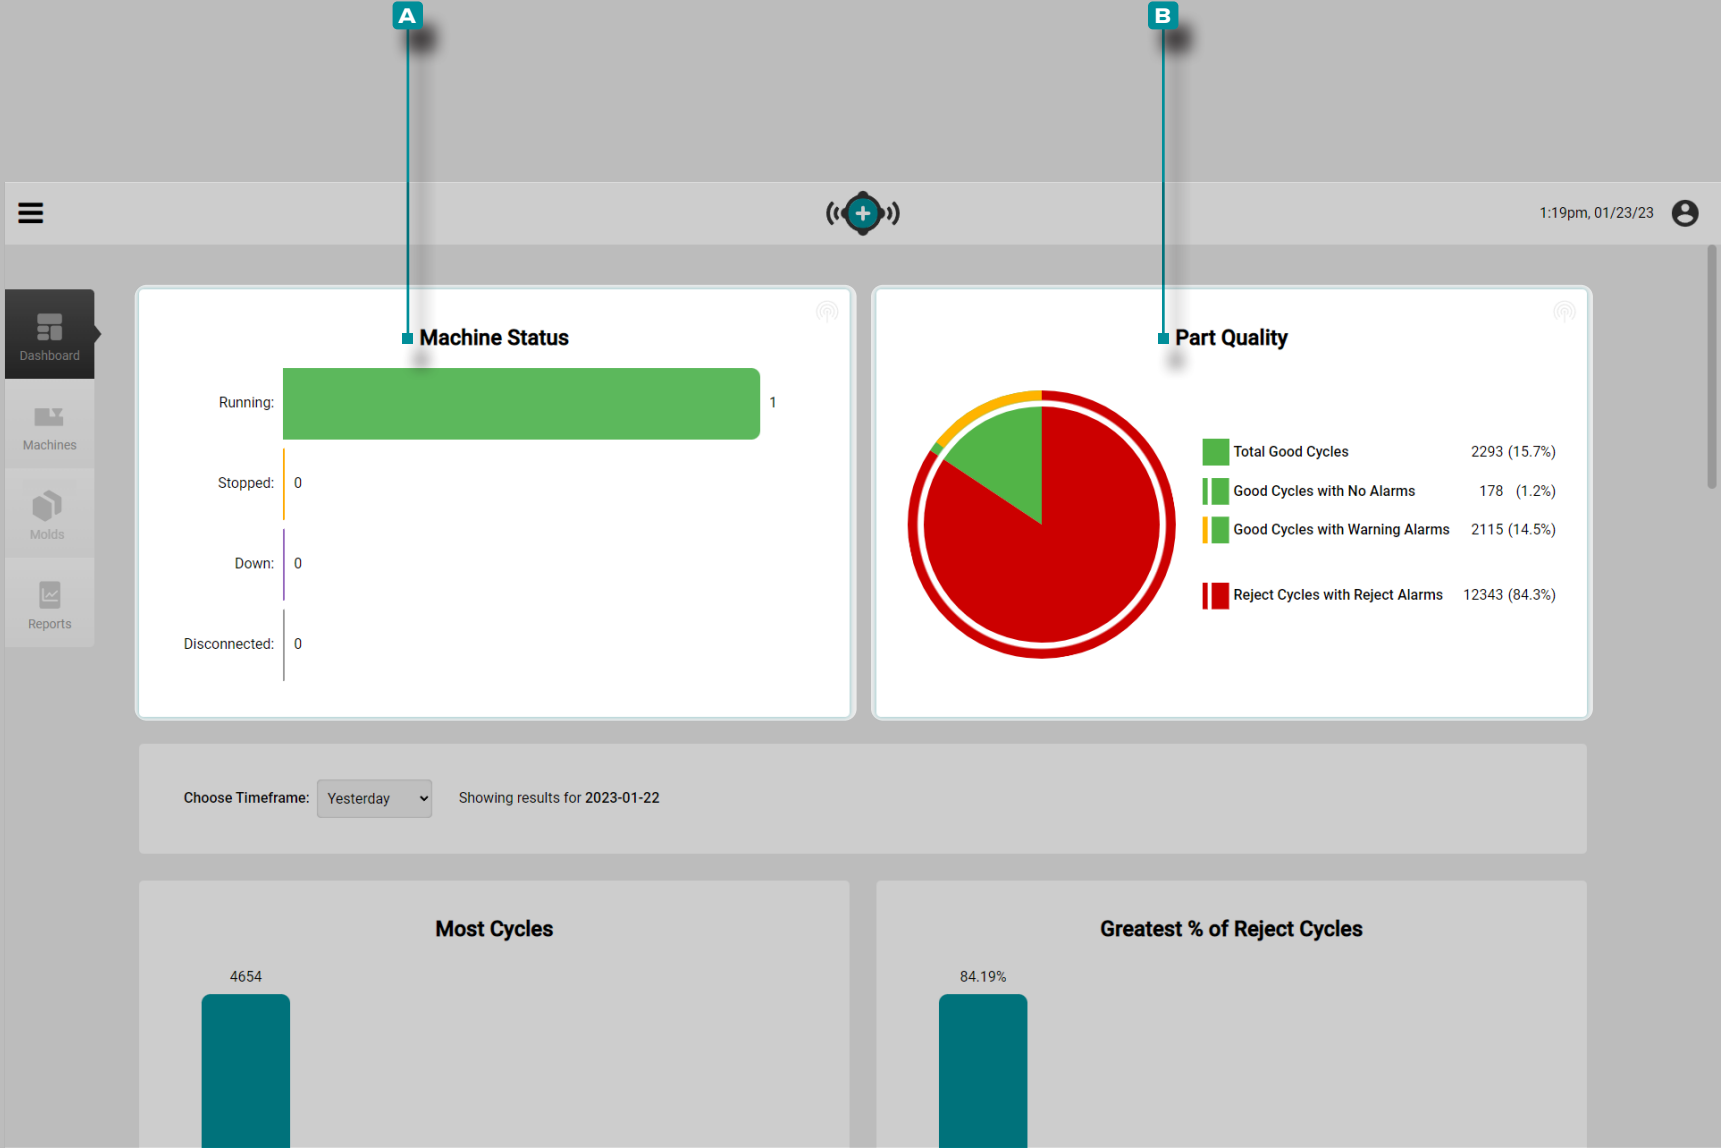 A
B
1:19pm, 01/23/23
Dashboard
Machines
Molds
Reports
Machine Status
Running: 1
Stopped: 0
Down: 0
Disconnected: 0
Part Quality
Total Good Cycles 2293 (15.7%)
Good Cycles with No Alarms 178 (1.2%)
Good Cycles with Warning Alarms 2115 (14.5%)
Reject Cycles with Reject Alarms 12343 (84.3%)
Choose Timeframe: Yesterday Showing results for 2023-01-22
Most Cycles
4654
Greatest % of Reject Cycles
84.19%